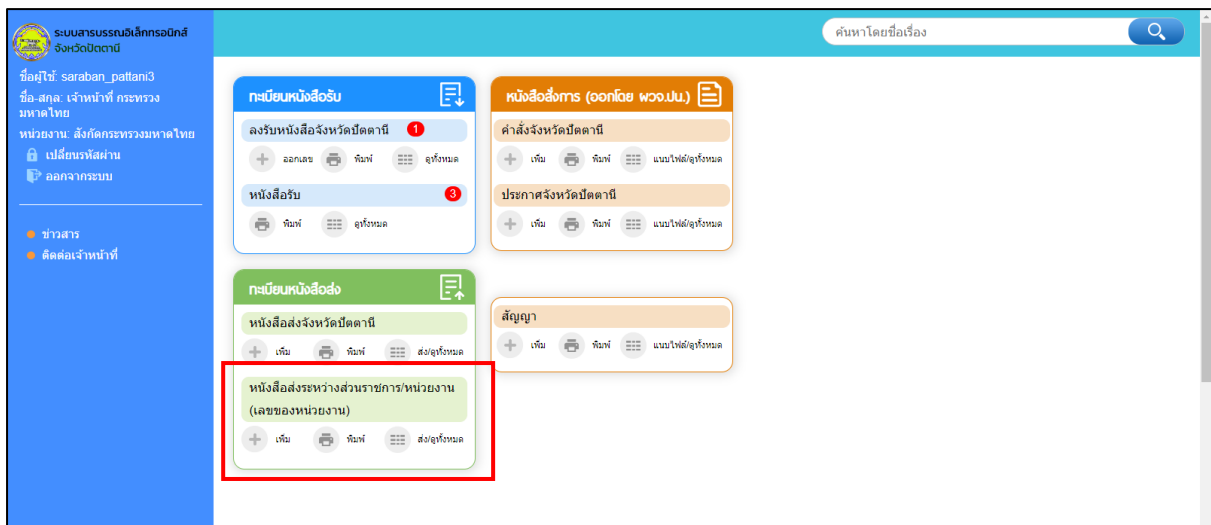 ระบบสารบรรณอิเล็กทรอนิกส์
จังหวัดปัตตานี
ชื่อผู้ใช้: saraban_pattani3
ชื่อ-สกุล: เจ้าหน้าที่ กระทรวง
มหาดไทย
หน่วยงาน: สังกัดกระทรวงมหาดไทย
เปลี่ยนรหัสผ่าน
ออกจากระบบ
ข่าวสาร
ติดต่อเจ้าหน้าที่
ค้นหาโดยชื่อเรื่อง
ทะเบียนหนังสือรับ
ลงรับหนังสือจังหวัดปัตตานี 1
ออกเลข พิมพ์ ดูทั้งหมด
หนังสือรับ 3
พิมพ์ ดูทั้งหมด
หนังสือสั่งการ (ออกโดย ผวจ.ปน.)
คำสั่งจังหวัดปัตตานี
เพิ่ม พิมพ์ แนบไฟล์/ดูทั้งหมด
ประกาศจังหวัดปัตตานี
เพิ่ม พิมพ์ แนบไฟล์/ดูทั้งหมด
ทะเบียนหนังสือส่ง
หนังสือส่งจังหวัดปัตตานี
เพิ่ม พิมพ์ ส่ง/ดูทั้งหมด
หนังสือส่งระหว่างส่วนราชการ/หน่วยงาน
(เลขของหน่วยงาน)
เพิ่ม พิมพ์ ส่ง/ดูทั้งหมด
สัญญา
เพิ่ม พิมพ์ แนบไฟล์/ดูทั้งหมด